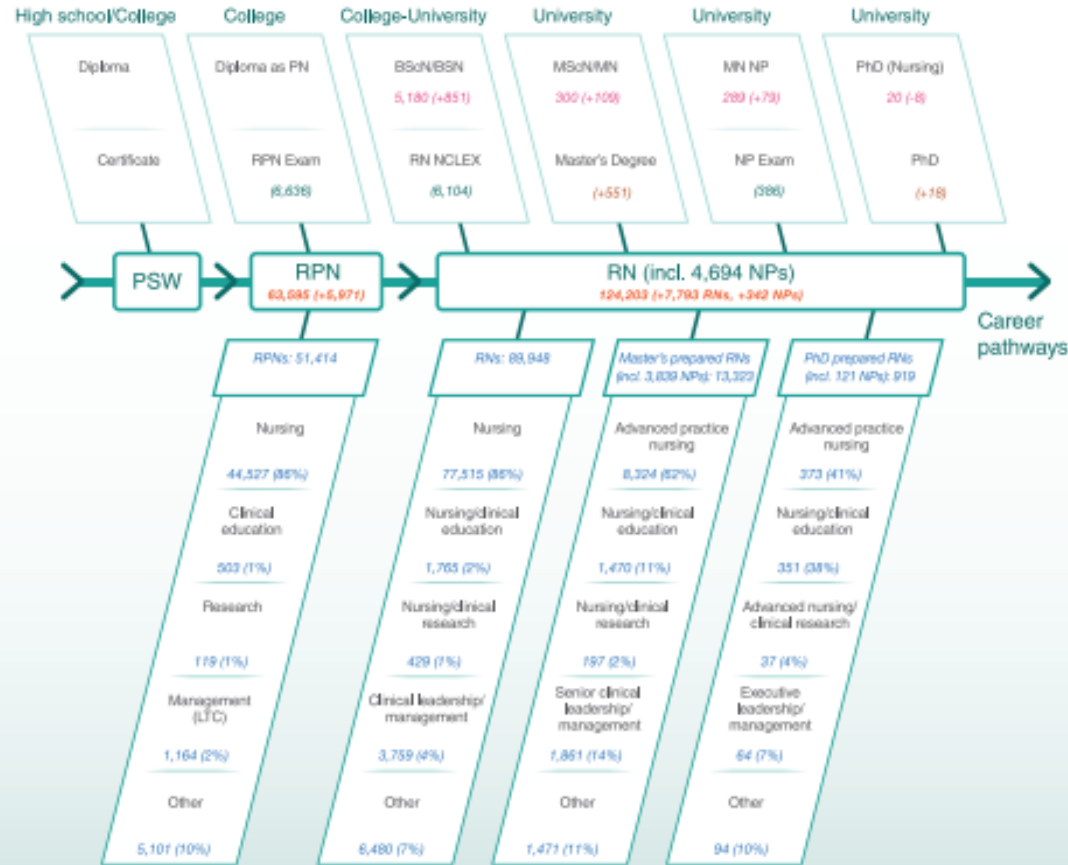 High school/College
College
College-University
University
University
University
Diploma
Diploma as PN
BScN/BSN
MScN/MN
MN NP
PhD (Nursing)
5,180 (+851)
300 (+109)
289 (+79)
20 (-8)
Certificate
RPN Exam
RN NCLEX
Master's Degree
NP Exam
PhD
(6,636)
(6,104)
(+551)
(386)
(+18)
PSW
RPN
63,595 (+5,971)
RN (incl. 4,694 NPs)
124,203 (+7,793 RNs, +342 NPs)
Career
pathways
RPNs: 51,414
RNs: 89,948
Master's prepared RNs
(incl. 3,839 NPs): 13,323
PhD prepared RNs
(incl. 121 NPs): 919
Nursing
44,527 (86%)
Clinical
education
503 (1%)
Research
119 (1%)
Management
(LTC)
1,164 (2%)
Other
5,101 (10%)
Nursing
77,515 (86%)
Nursing/clinical
education
1,765 (2%)
Nursing/clinical
research
429 (1%)
Clinical leadership/
management
3,759 (4%)
Other
6,480 (7%)
Advanced practice
nursing
8,324 (62%)
Nursing/clinical
education
1,470 (11%)
Nursing/clinical
research
197 (2%)
Senior clinical
leadership/
management
1,861 (14%)
Other
1,471 (11%)
Advanced practice
nursing
373 (41%)
Nursing/clinical
education
351 (38%)
Advanced nursing/
clinical research
37 (4%)
Executive
leadership/
management
64 (7%)
Other
94 (10%)